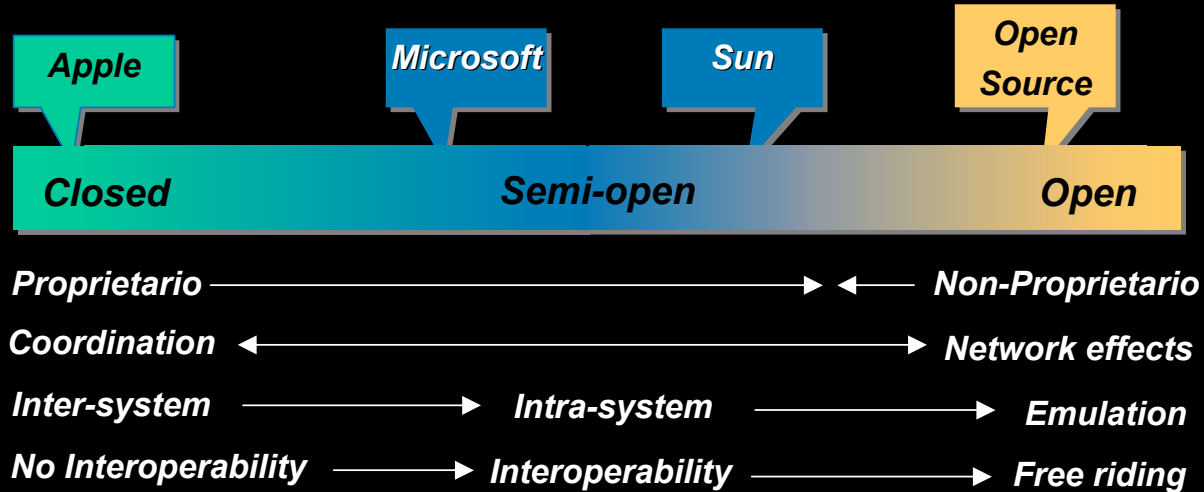 Apple
Microsoft
Sun
Open
Source
Closed
Semi-open
Open
Proprietario
Non-Proprietario
Coordination
Network effects
Inter-system
Intra-system
Emulation
No Interoperability
Interoperability
Free riding